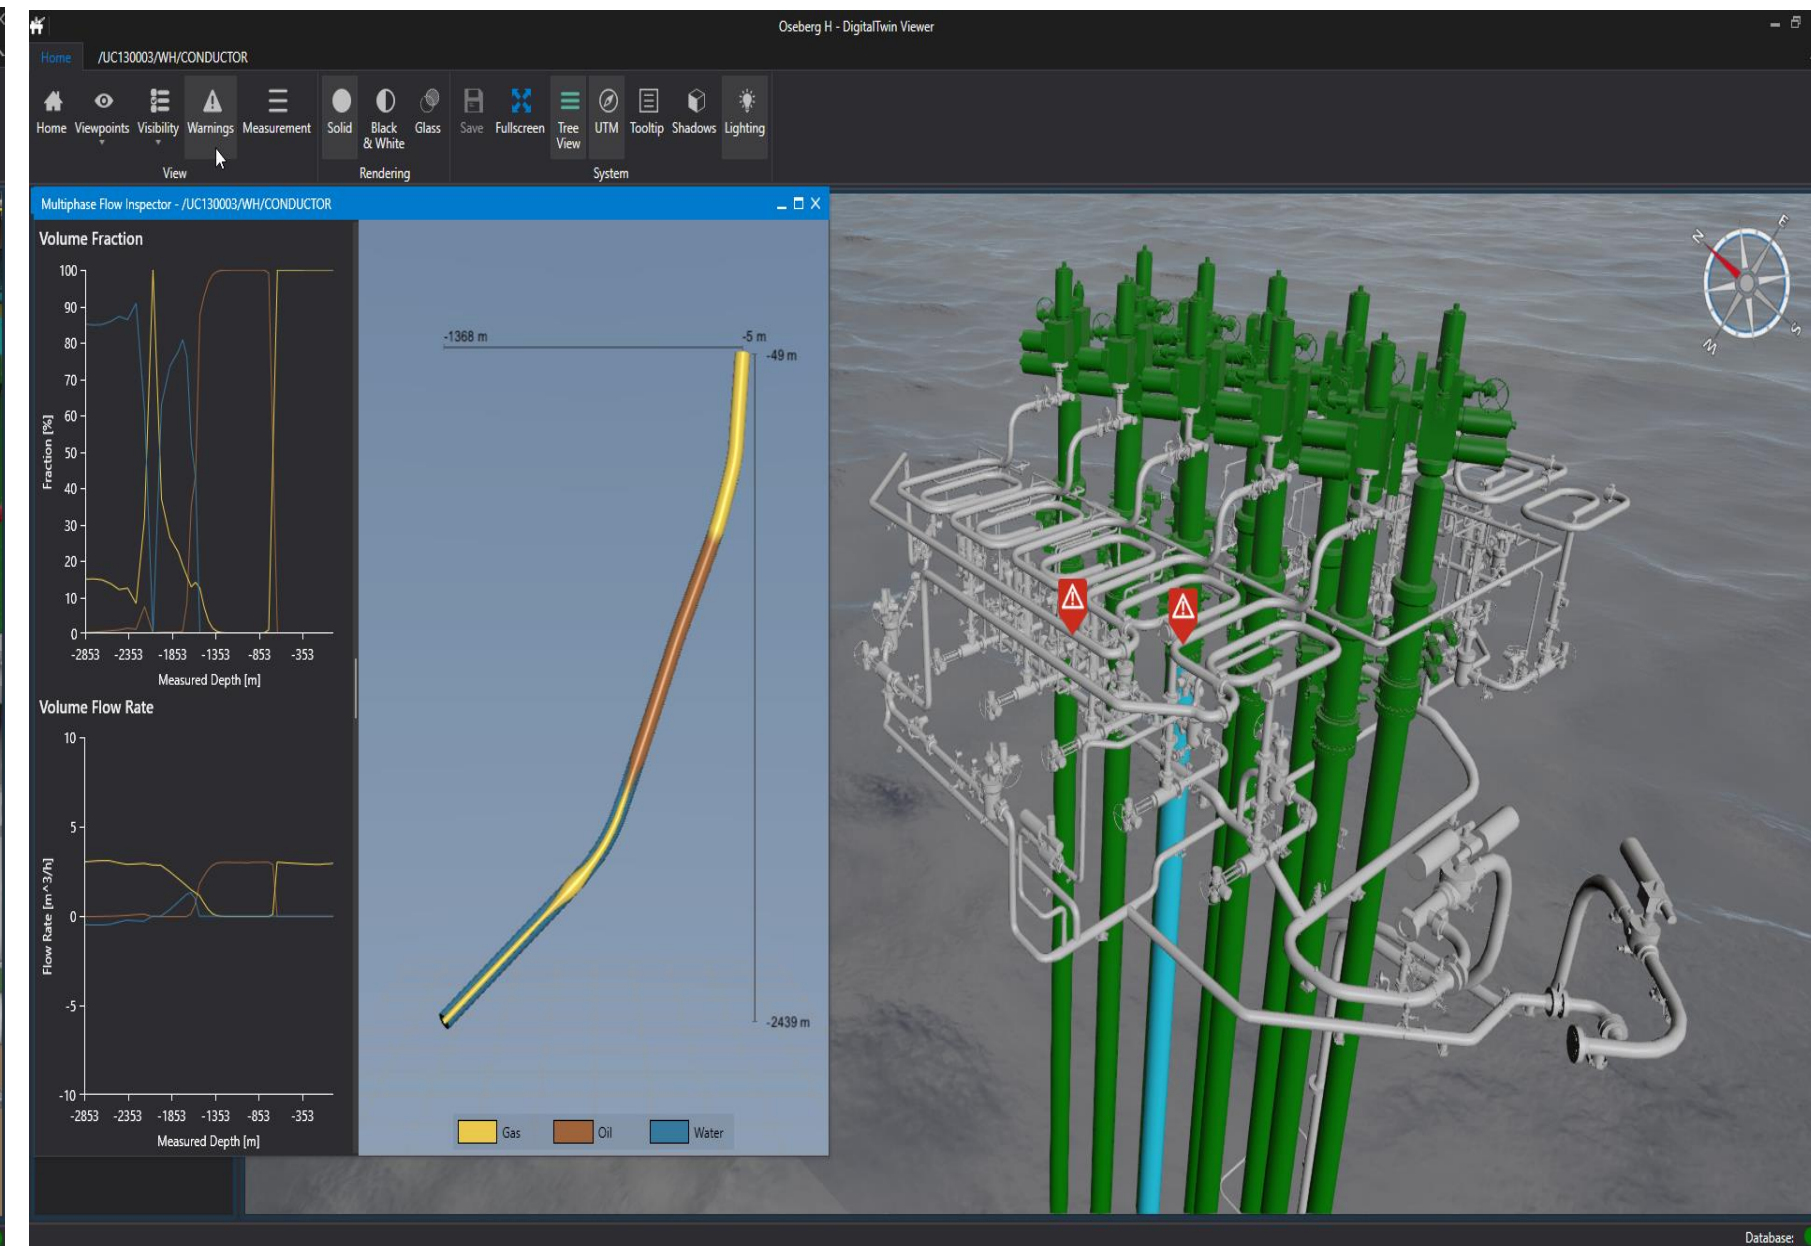 Oseberg H - DigitalTwin Viewer
Home
/UC130003/WH/CONDUCTOR
Home
Viewpoints
Visibility
Warnings
Measurement
Solid
Black
& White
Glass
Save
Fullscreen
Tree
View
UTM
Tooltip
Shadows
Lighting
View
Rendering
System
Multiphase Flow Inspector - /UC130003/WH/CONDUCTOR
Volume Fraction
100
90
80
70
60
50
40
30
20
10
0
Fraction [%]
-2853 -2353 -1853 -1353 -853 -353
Measured Depth [m]
Volume Flow Rate
10
5
0
-5
-10
Flow Rate [m^3/h]
-2853 -2353 -1853 -1353 -853 -353
Measured Depth [m]
-1368 m
-5 m
-49 m
-2439 m
Gas
Oil
Water
N
E
S
W
Database: